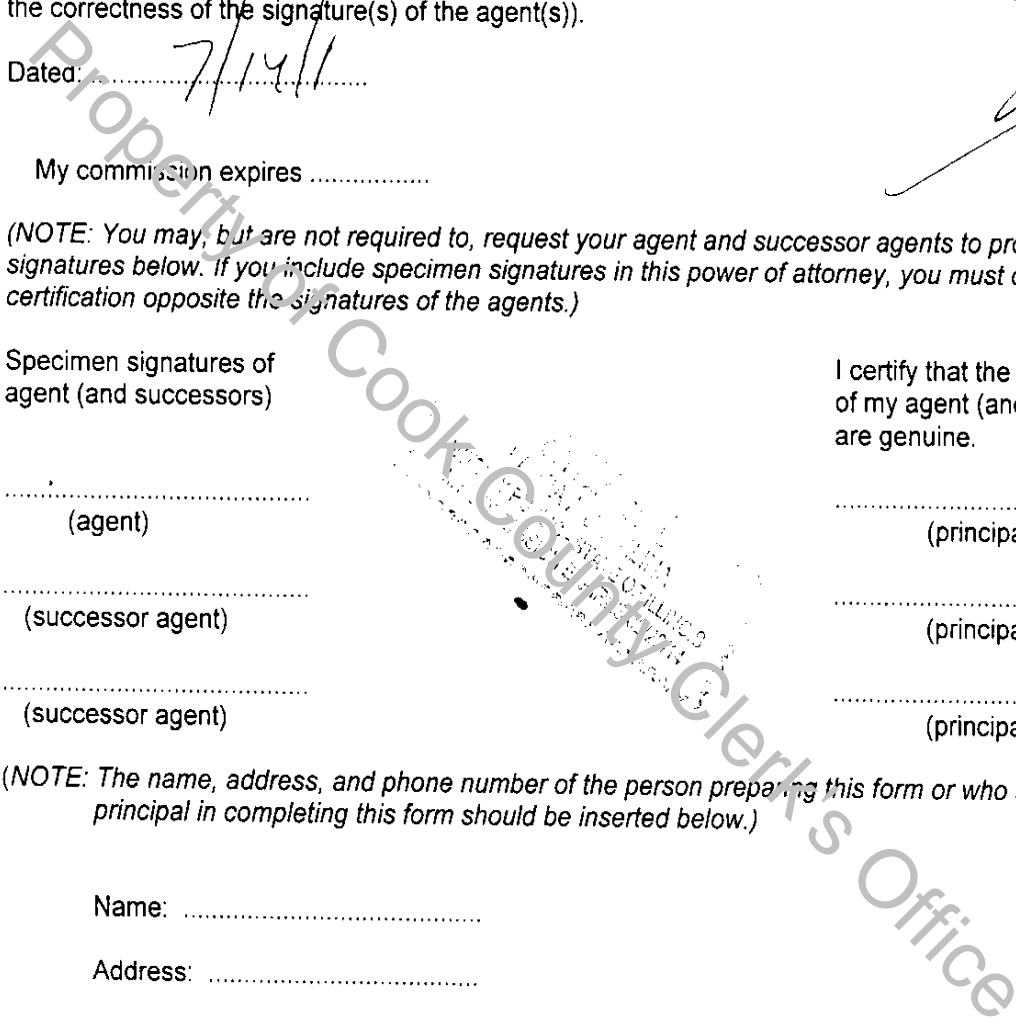 the correctness of the signature(s) of the agent(s)).
Dated: .................. 7/14/1
My commission expires .................
(NOTE: You may, but are not required to, request your agent and successor agents to pro
signatures below. If you include specimen signatures in this power of attorney, you must c
certification opposite the signatures of the agents.)
Specimen signatures of
agent (and successors)
I certify that the
of my agent (and
are genuine.
(agent)
(principa
(successor agent)
(principa
(successor agent)
(principa
(NOTE: The name, address, and phone number of the person preparing this form or who
principal in completing this form should be inserted below.)
Name: ..........................................
Address: ......................................
Property of Cook County Clerk's Office